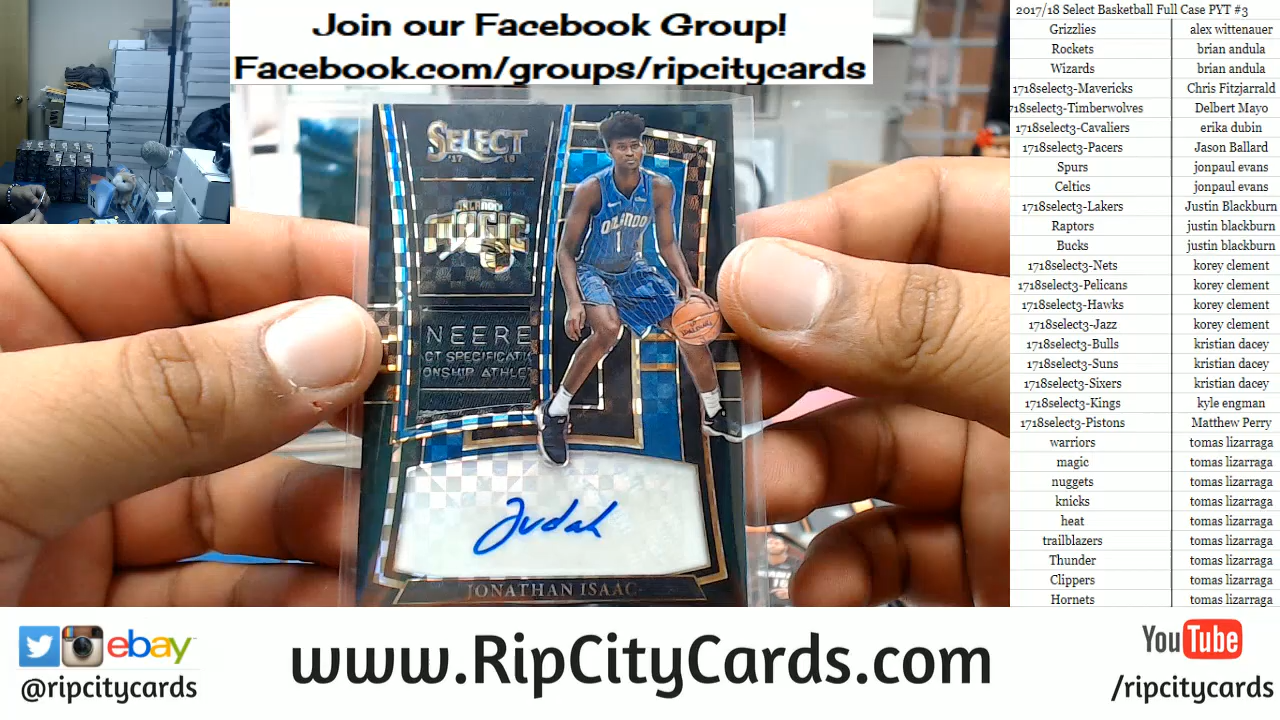 Join our Facebook Group!
Facebook.com/groups/ripcitycards
SELECT
'17 18
ORLANDO
MAGIC
NEERE
CT SPECIFICATI
ONSHIP ATHLE
ORLANDO
1
Judah
JONATHAN ISAAC
2017/18 Select Basketball Full Case PYT #3
Grizzlies alex wittenauer
Rockets brian andula
Wizards brian andula
1718select3-Mavericks Chris Fitzjarrald
1718select3-Timberwolves Delbert Mayo
1718select3-Cavaliers erika dubin
1718select3-Pacers Jason Ballard
Spurs jonpaul evans
Celtics jonpaul evans
1718select3-Lakers Justin Blackburn
Raptors justin blackburn
Bucks justin blackburn
1718select3-Nets korey clement
1718select3-Pelicans korey clement
1718select3-Hawks korey clement
1718select3-Jazz korey clement
1718select3-Bulls kristian dacey
1718select3-Suns kristian dacey
1718select3-Sixers kristian dacey
1718select3-Kings kyle engman
1718select3-Pistons Matthew Perry
warriors tomas lizarraga
magic tomas lizarraga
nuggets tomas lizarraga
knicks tomas lizarraga
heat tomas lizarraga
trailblazers tomas lizarraga
Thunder tomas lizarraga
Clippers tomas lizarraga
Hornets tomas lizarraga
ebay
@ripcitycards
www.RipCityCards.com
YouTube
/ripcitycards